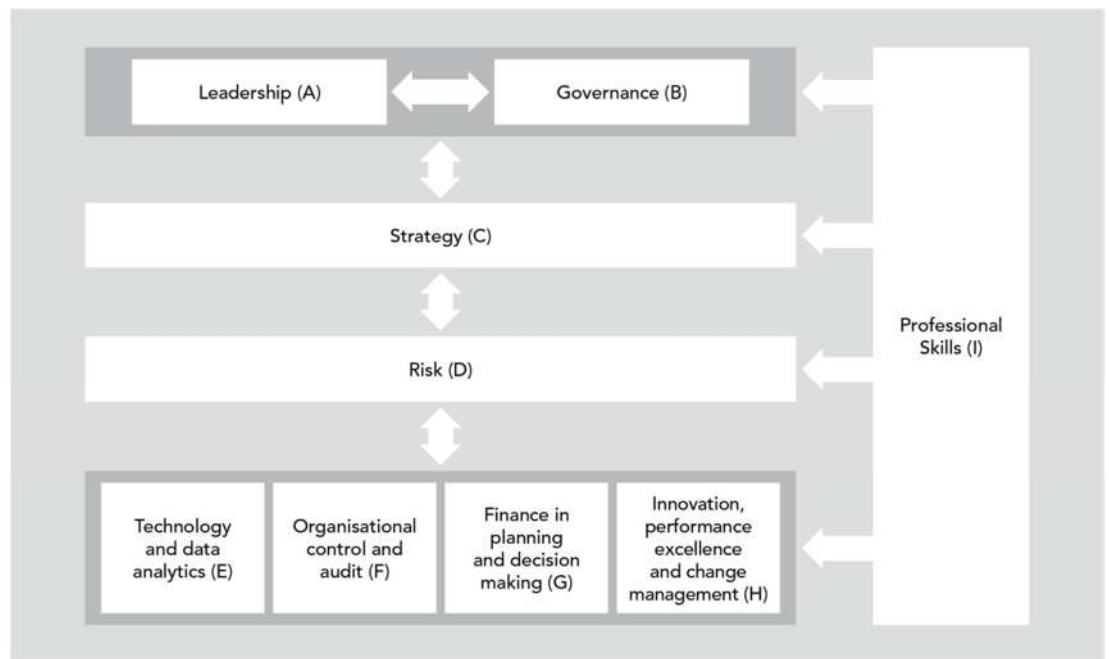 Leadership (A)
Governance (B)
Strategy (C)
Risk (D)
Professional
Skills (I)
Technology
and data
analytics (E)
Organisational
control and
audit (F)
Finance in
planning
and decision
making (G)
Innovation,
performance
excellence
and change
management (H)